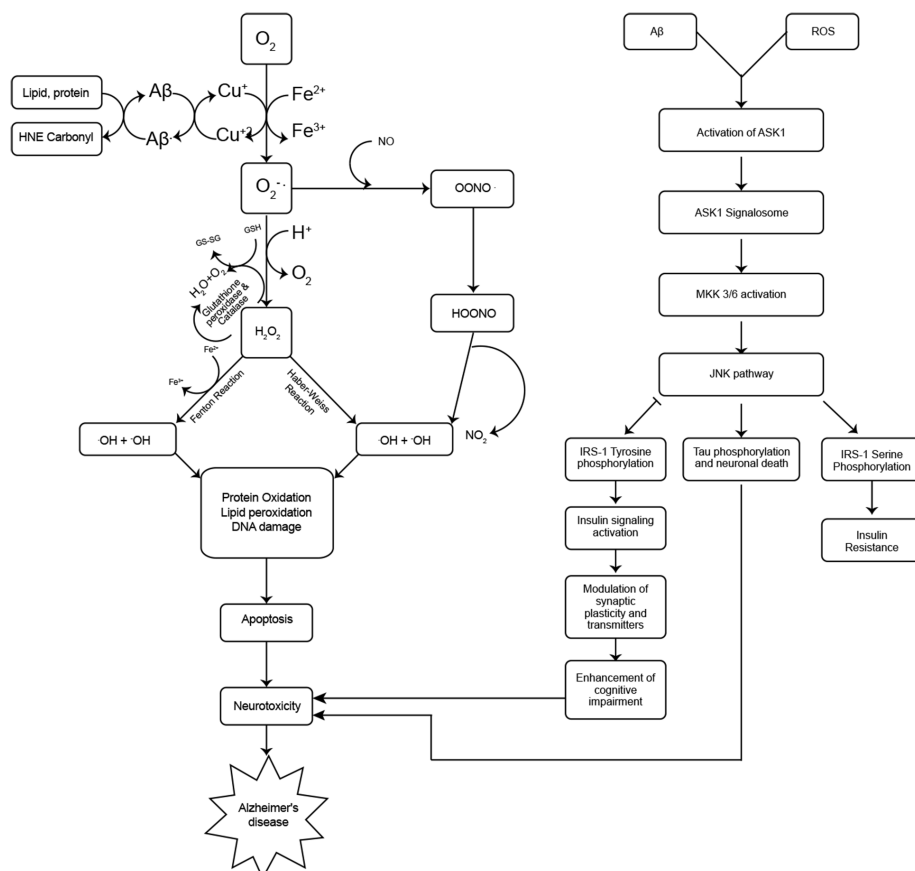 O₂
Lipid, protein
Aβ
Cu⁺
Fe²⁺
HNE Carbonyl
Aβ·
Cu⁺²
Fe³⁺
NO
O₂⁻·
OONO·
GS-SG
GSH
H⁺
H₂O+O₂
O₂
Glutathione
peroxidase &
Catalase
H₂O₂
HOONO
Fe²⁺
Fe³⁺
Fenton Reaction
Haber-Weiss
Reaction
·OH + ·OH
·OH + ·OH
NO₂
Protein Oxidation
Lipid peroxidation
DNA damage
Apoptosis
Neurotoxicity
Alzheimer's
disease
Aβ
ROS
Activation of ASK1
ASK1 Signalosome
MKK 3/6 activation
JNK pathway
IRS-1 Tyrosine
phosphorylation
Tau phosphorylation
and neuronal death
IRS-1 Serine
Phosphorylation
Insulin signaling
activation
Insulin
Resistance
Modulation of
synaptic
plasticity and
transmitters
Enhancement of
cognitive
impairment